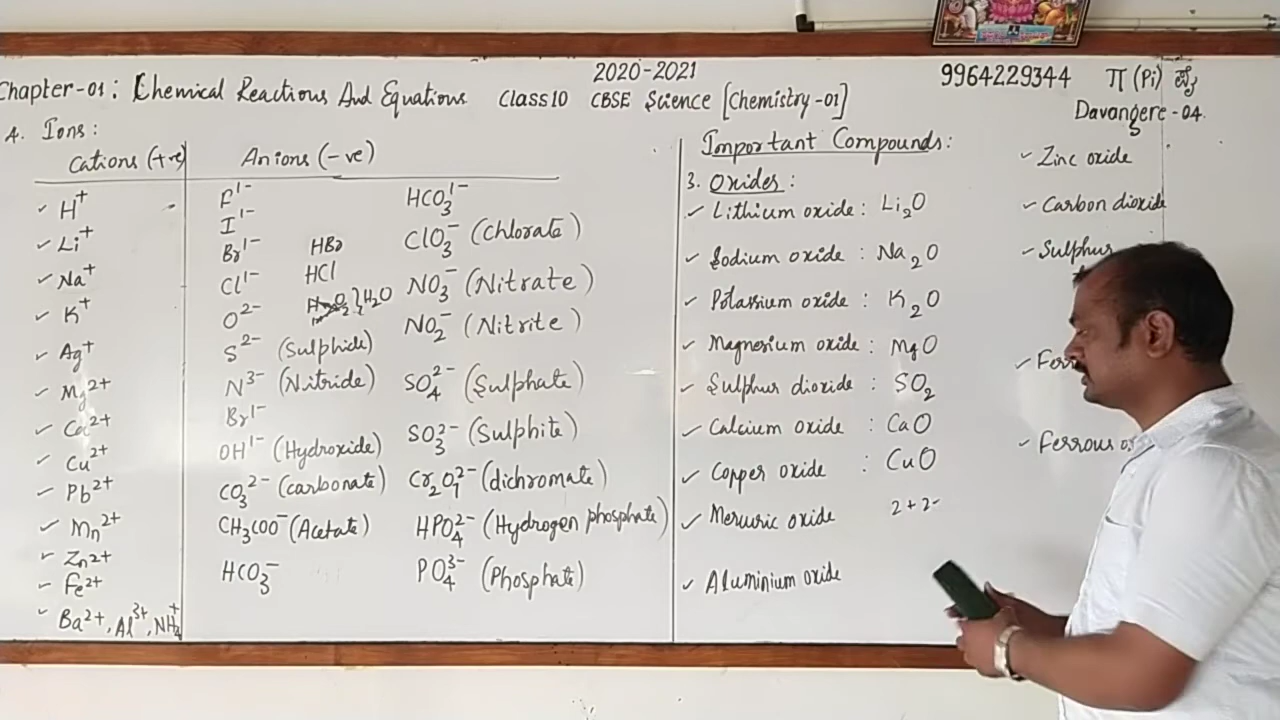 2020-2021
9964229344 π (Pi)
Chapter-01: Chemical Reactions And Equations Class 10 CBSE Science [Chemistry-01]
Davangere-04.
4. Ions:
Cations (+ve) Anions (-ve)
H⁺
Li⁺
Na⁺
K⁺
Ag⁺
Mg²⁺
Ca²⁺
Cu²⁺
Pb²⁺
Mn²⁺
Zn²⁺
Fe²⁺
Ba²⁺, Al³⁺, NH₄⁺
F¹⁻
I¹⁻
Br¹⁻ HBr
Cl¹⁻ HCl
O²⁻ H₂O
S²⁻ (Sulphide)
N³⁻ (Nitride)
Br¹⁻
OH¹⁻ (Hydroxide)
CO₃²⁻ (carbonate)
CH₃COO⁻ (Acetate)
HCO₃⁻
HCO₃¹⁻
ClO₃⁻ (Chlorate)
NO₃⁻ (Nitrate)
NO₂⁻ (Nitrite)
SO₄²⁻ (Sulphate)
SO₃²⁻ (Sulphite)
Cr₂O₇²⁻ (dichromate)
HPO₄²⁻ (Hydrogen phosphate)
PO₄³⁻ (Phosphate)
Important Compounds:
3. Oxides:
Lithium oxide: Li₂O
Sodium oxide: Na₂O
Potassium oxide: K₂O
Magnesium oxide: MgO
Sulphur dioxide: SO₂
Calcium oxide: CaO
Copper oxide: CuO
Mercuric oxide 2+ 2-
Aluminium oxide
Zinc oxide
Carbon dioxide
Sulphur
Ferrous